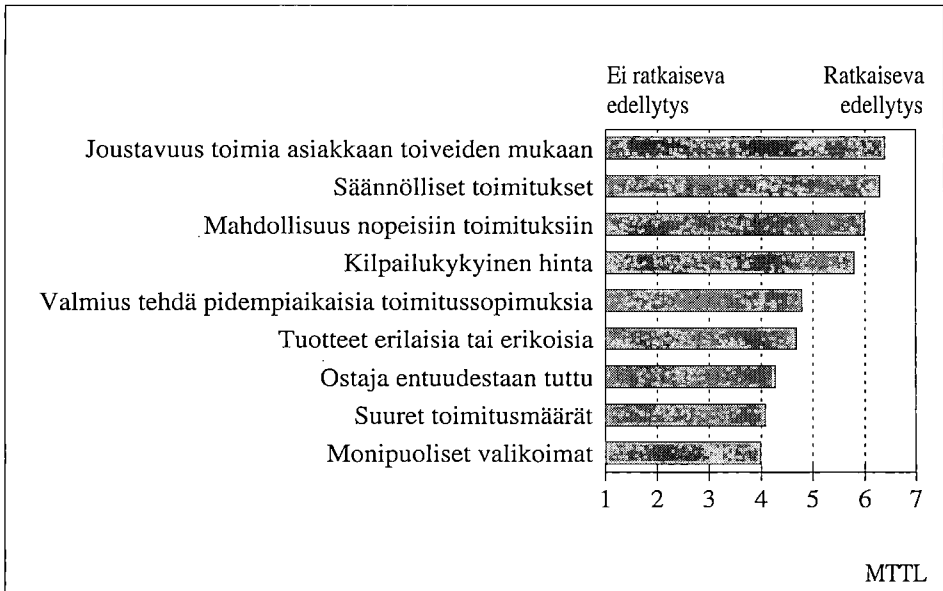 Ei ratkaiseva Ratkaiseva
edellytys edellytys
Joustavuus toimia asiakkaan toiveiden mukaan
Säännölliset toimitukset
Mahdollisuus nopeisiin toimituksiin
Kilpailukykyinen hinta
Valmius tehdä pidempiaikaisia toimitussopimuksia
Tuotteet erilaisia tai erikoisia
Ostaja entuudestaan tuttu
Suuret toimitusmäärät
Monipuoliset valikoimat
1 2 3 4 5 6 7
MTTL